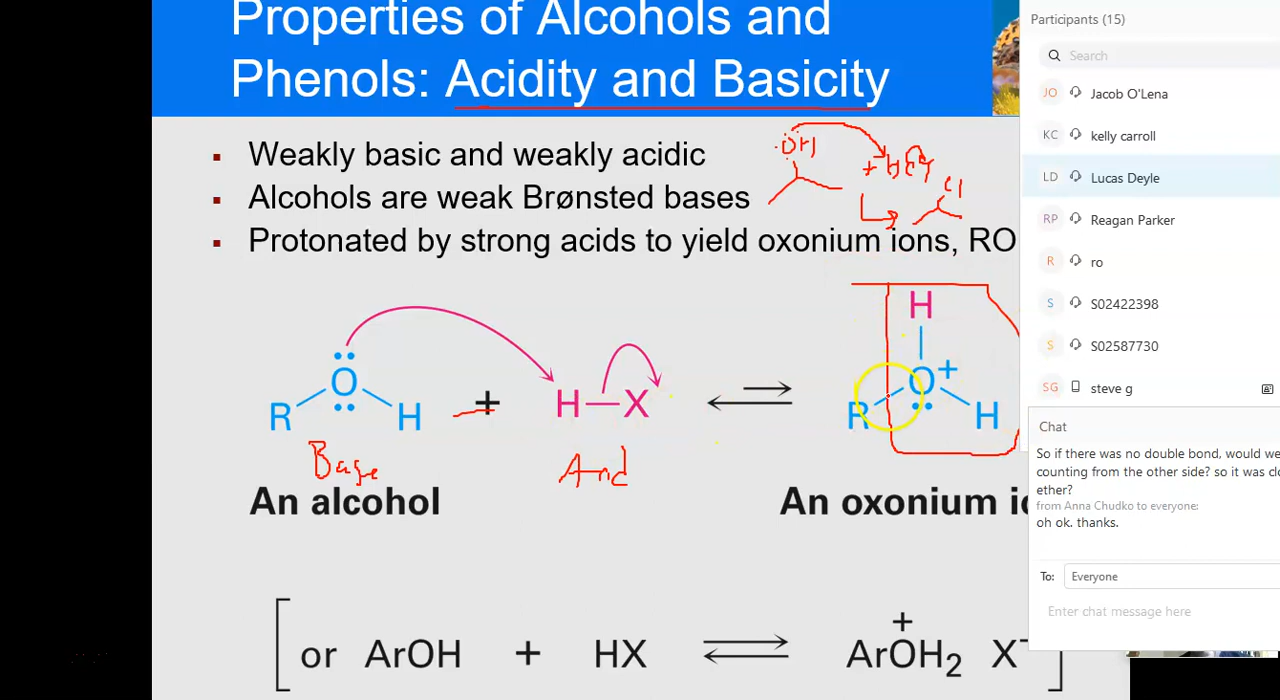 Properties of Alcohols and
Phenols: Acidity and Basicity
▪ Weakly basic and weakly acidic
▪ Alcohols are weak Brønsted bases
▪ Protonated by strong acids to yield oxonium ions, RO
OH
+ HCl
Cl
H
R O H + H—X ⇌ R O+ H
Base
An alcohol
An oxonium
or ArOH + HX ⇌ ArOH2+ X−
Participants (15)
Search
JO Jacob O'Lena
KC kelly carroll
LD Lucas Deyle
RP Reagan Parker
R ro
S S02422398
S S02587730
SG steve g
Chat
So if there was no double bond, would we
counting from the other side? so it was
ether?
from Anna Chudko to everyone:
oh ok. thanks.
To: Everyone
Enter chat message here